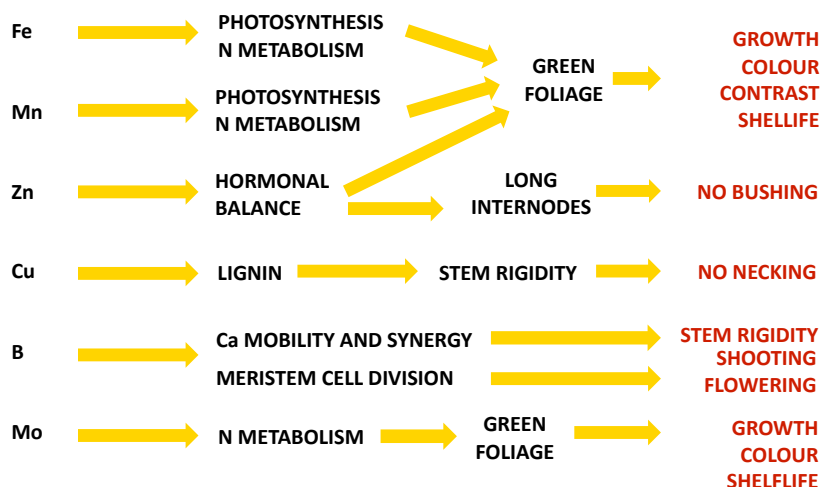 Fe
PHOTOSYNTHESIS
N METABOLISM
GREEN
FOLIAGE
GROWTH
COLOUR
CONTRAST
SHELLIFE
Mn
PHOTOSYNTHESIS
N METABOLISM
Zn
HORMONAL
BALANCE
LONG
INTERNODES
NO BUSHING
Cu
LIGNIN
STEM RIGIDITY
NO NECKING
B
Ca MOBILITY AND SYNERGY
STEM RIGIDITY
MERISTEM CELL DIVISION
SHOOTING
FLOWERING
Mo
N METABOLISM
GREEN
FOLIAGE
GROWTH
COLOUR
SHELFLIFE